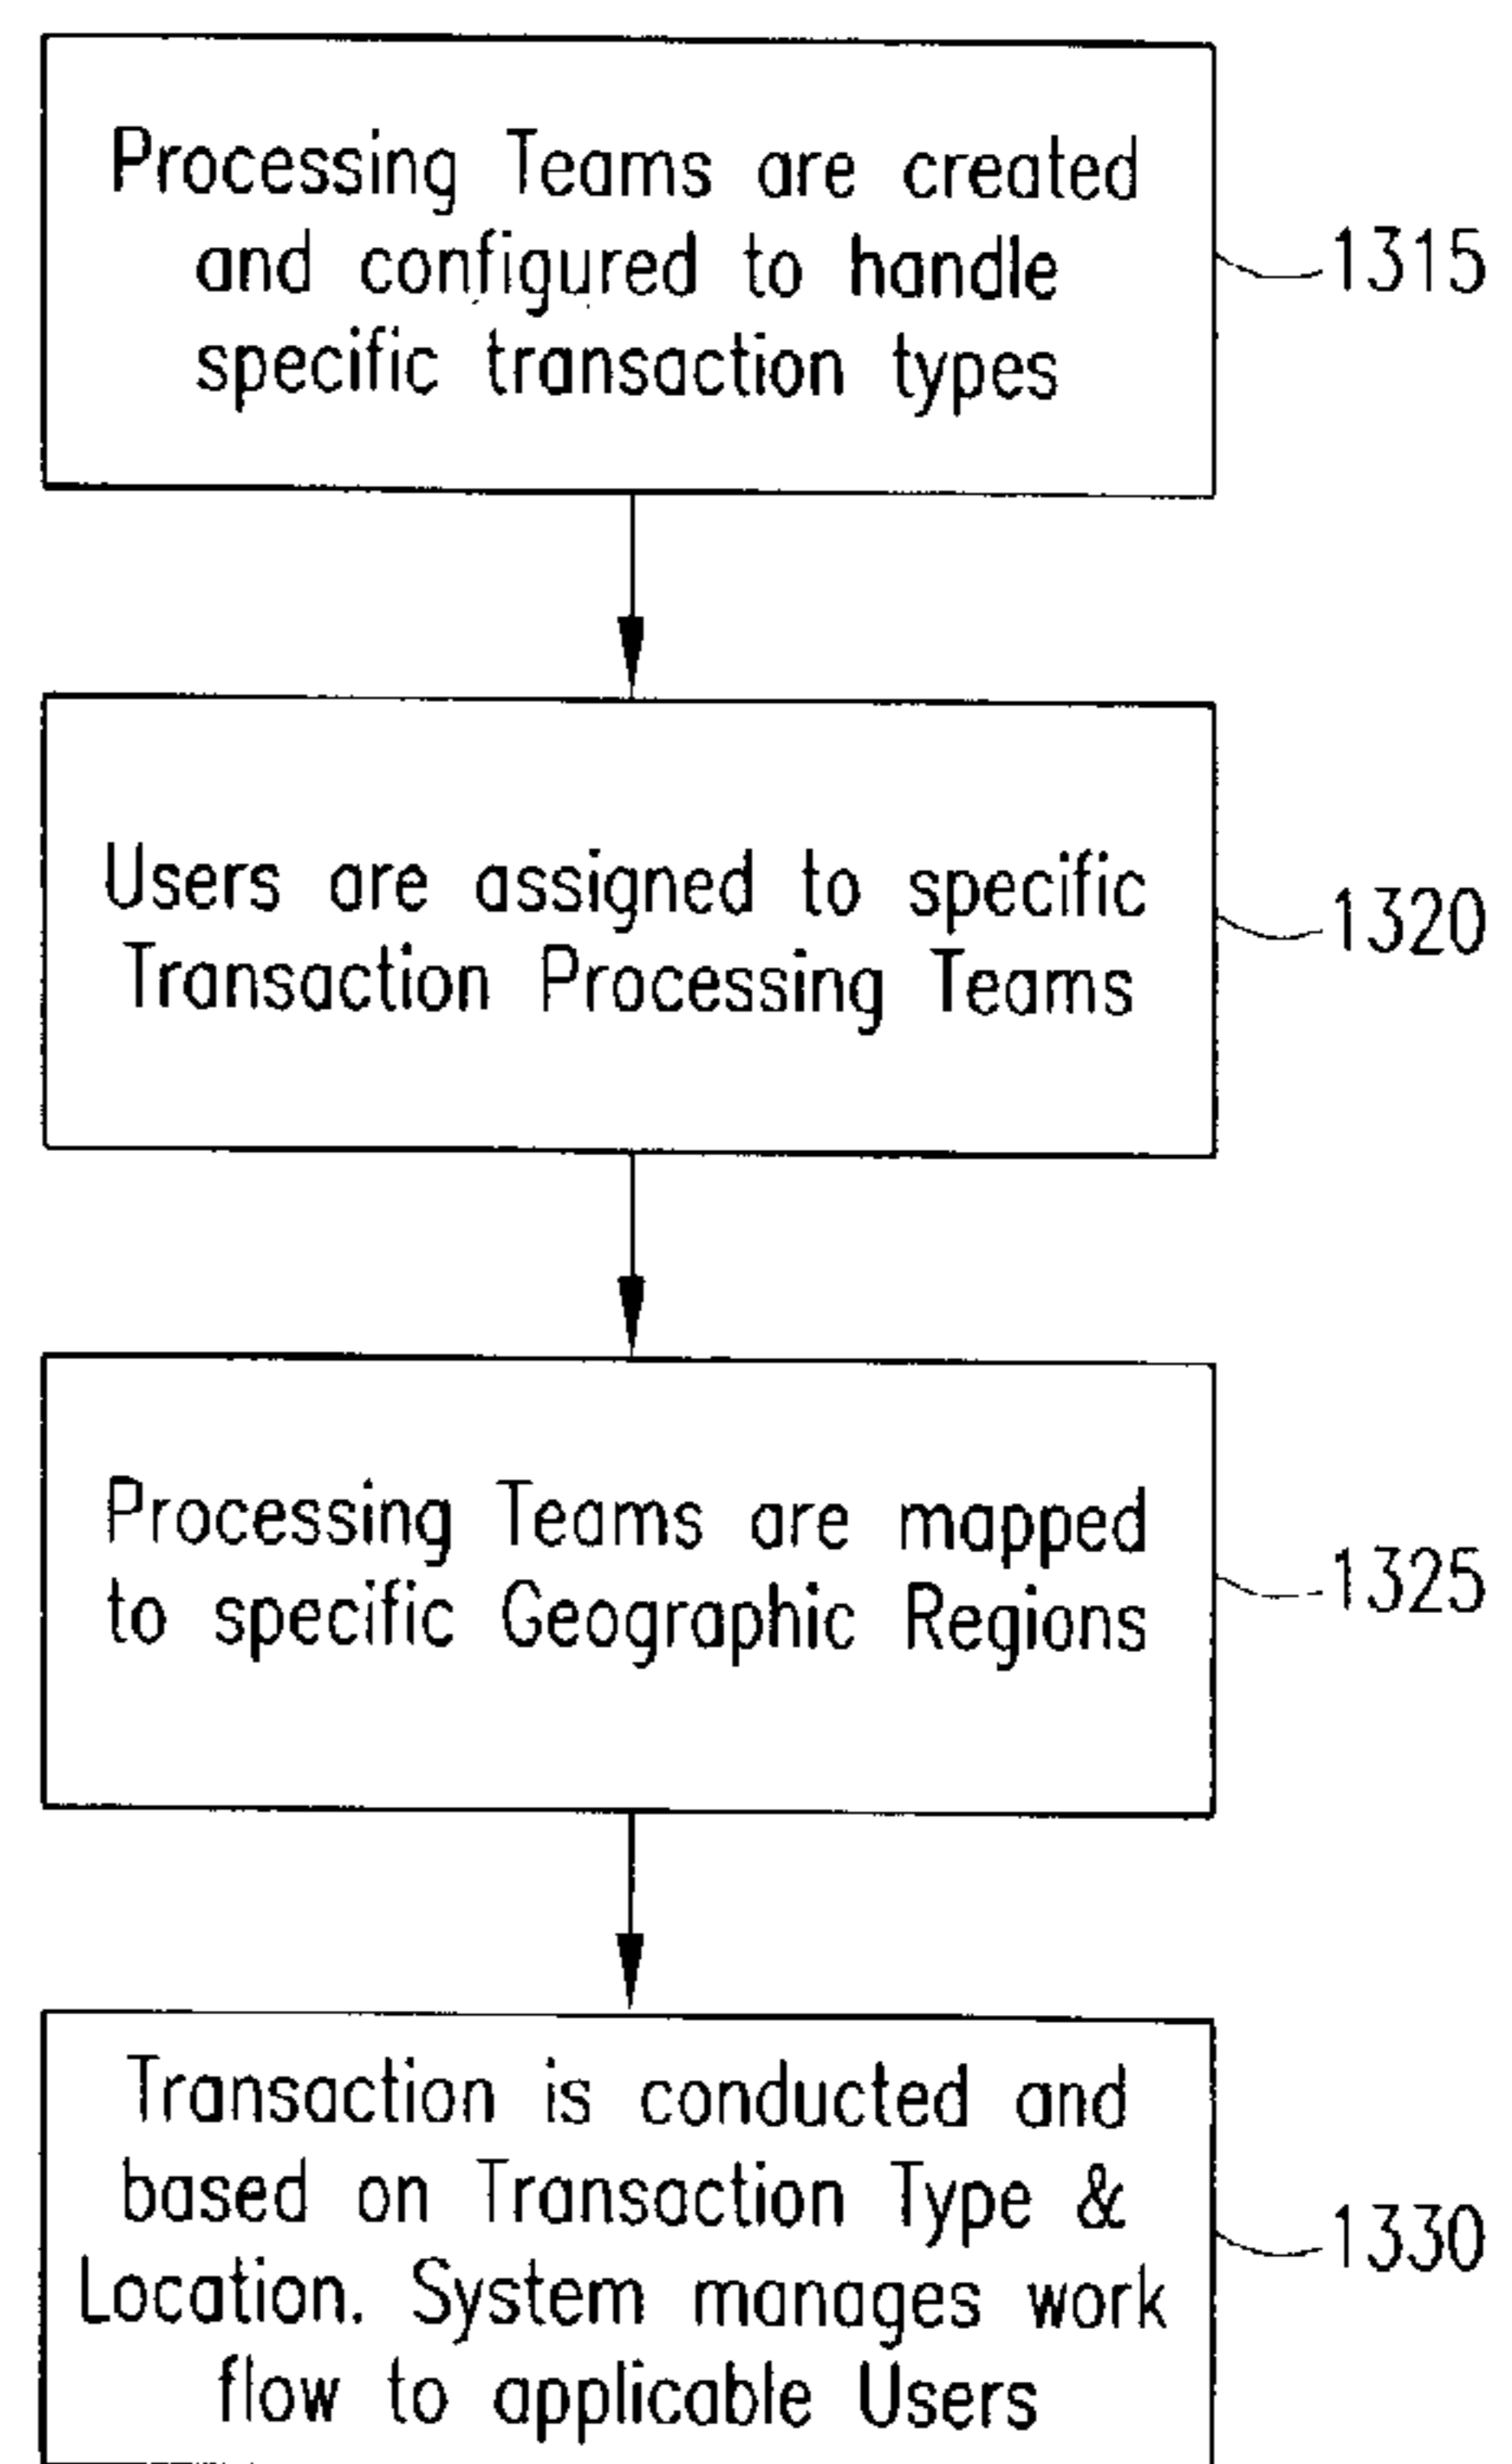 Processing Teams are created
and configured to handle
specific transaction types
1315
Users are assigned to specific
Transaction Processing Teams
1320
Processing Teams are mapped
to specific Geographic Regions
1325
Transaction is conducted and
based on Transaction Type &
Location. System manages work
flow to applicable Users
1330